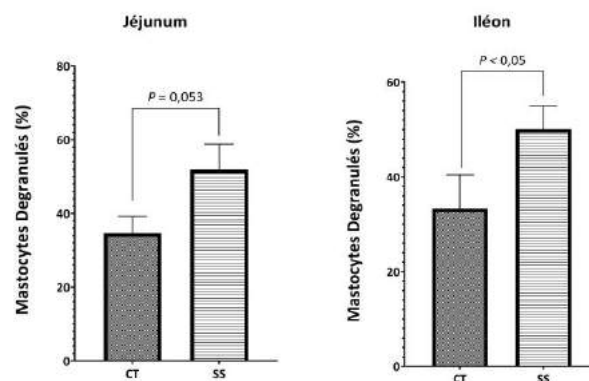 Jéjunum
Mastocytes Degranulés (%)
80
60
40
20
0
P = 0,053
CT
SS
Iléon
Mastocytes Degranulés (%)
60
40
20
0
P < 0,05
CT
SS